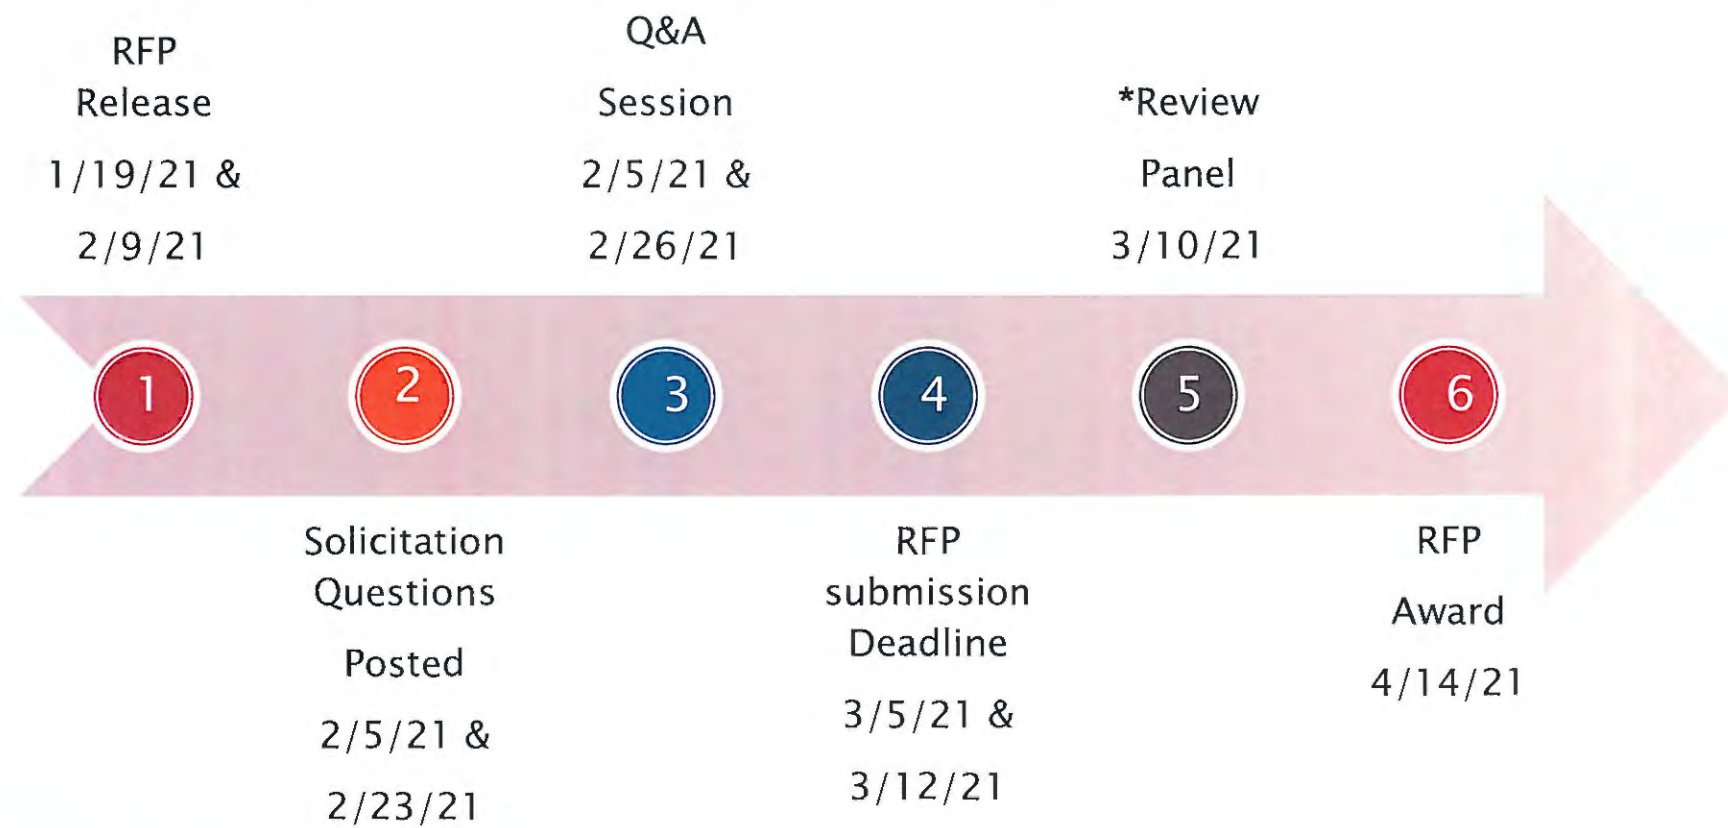 RFP
Release
1/19/21 &
2/9/21
Q&A
Session
2/5/21 &
2/26/21
*Review
Panel
3/10/21
1
2
3
4
5
6
Solicitation
Questions
Posted
2/5/21 &
2/23/21
RFP
submission
Deadline
3/5/21 &
3/12/21
RFP
Award
4/14/21